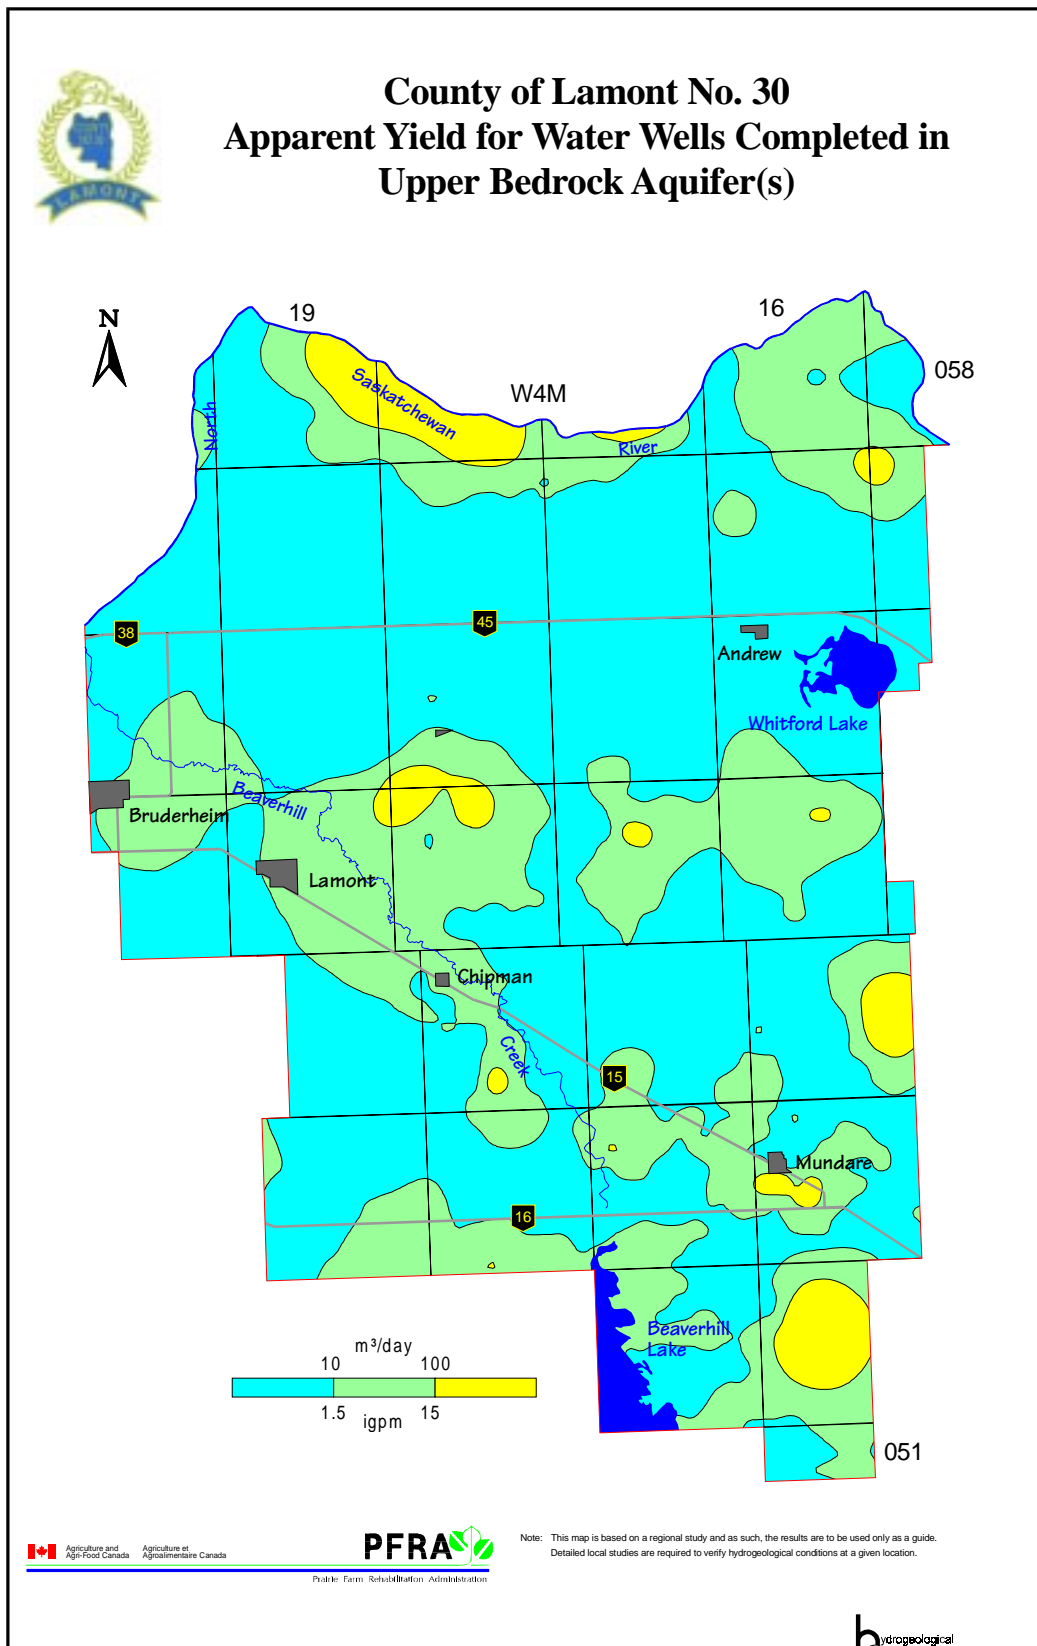 County of Lamont No. 30
Apparent Yield for Water Wells Completed in
Upper Bedrock Aquifer(s)
LAMONT
N
19
16
W4M
058
Saskatchewan
North
River
38
45
Andrew
Whitford Lake
Beaverhill
Bruderheim
Lamont
Chipman
Creek
15
Mundare
16
Beaverhill
Lake
m³/day
10 100
1.5 15
igpm
051
Agriculture and
Agri-Food Canada
Agriculture et
Agroalimentaire Canada
PFRA
Prairie Farm Rehabilitation Administration
Note: This map is based on a regional study and as such, the results are to be used only as a guide.
Detailed local studies are required to verify hydrogeological conditions at a given location.
hydrogeological